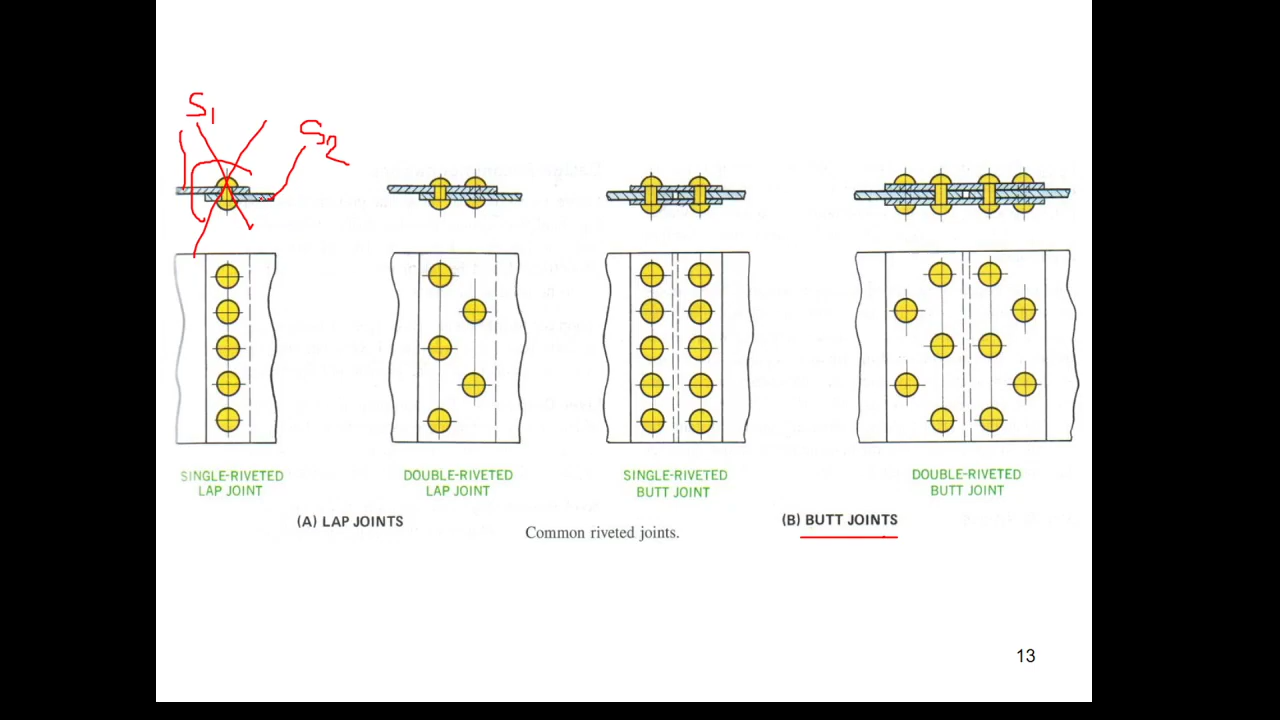 S1
S2
SINGLE-RIVETED
LAP JOINT
DOUBLE-RIVETED
LAP JOINT
SINGLE-RIVETED
BUTT JOINT
DOUBLE-RIVETED
BUTT JOINT
(A) LAP JOINTS
(B) BUTT JOINTS
Common riveted joints.
13